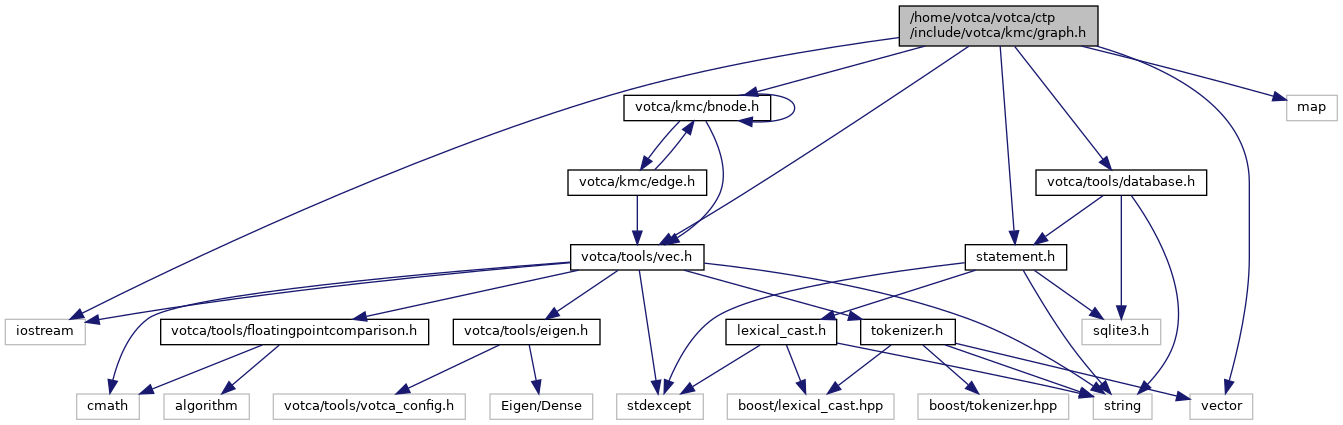 /home/votca/votca/ctp
/include/votca/kmc/graph.h
votca/kmc/bnode.h
map
votca/kmc/edge.h
votca/tools/database.h
votca/tools/vec.h
statement.h
iostream
votca/tools/floatingpointcomparison.h
votca/tools/eigen.h
lexical_cast.h
tokenizer.h
sqlite3.h
cmath
algorithm
votca/tools/votca_config.h
Eigen/Dense
stdexcept
boost/lexical_cast.hpp
boost/tokenizer.hpp
string
vector